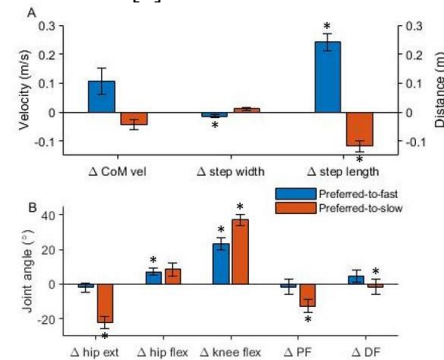 A
0.3
0.2
0.1
0
-0.1
Velocity (m/s)
0.3
0.2
0.1
0
-0.1
Distance (m)
*
*
*
Δ CoM vel
Δ step width
Δ step length
Preferred-to-fast
Preferred-to-slow
B
40
20
0
-20
Joint angle (°)
*
*
*
*
*
*
Δ hip ext
Δ hip flex
Δ knee flex
Δ PF
Δ DF